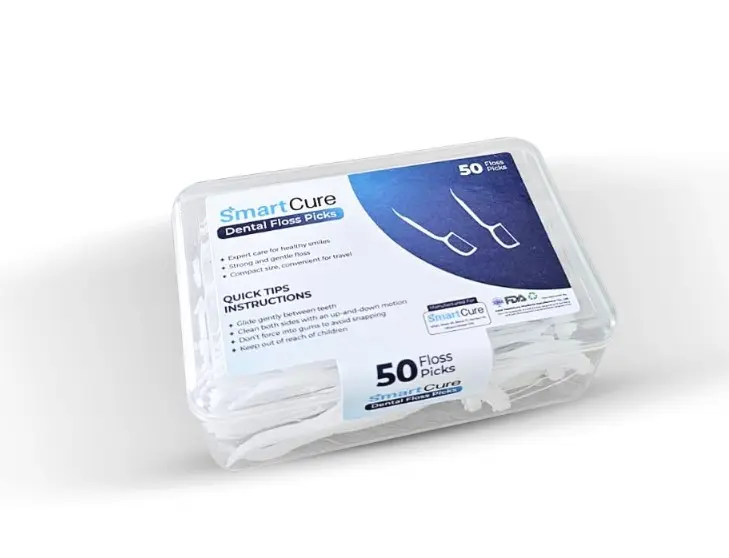 SmartCure
Dental Floss Picks
50 Floss Picks
• Expert care for healthy smiles
• Strong and gentle floss
• Compact size, convenient for travel
QUICK TIPS
INSTRUCTIONS
• Glide gently between teeth
• Clean both sides with an up-and-down motion
• Don't force into gums to avoid snapping
• Keep out of reach of children
Manufactured For
SmartCure
FDA
50 Floss Picks
SmartCure
Dental Floss Picks